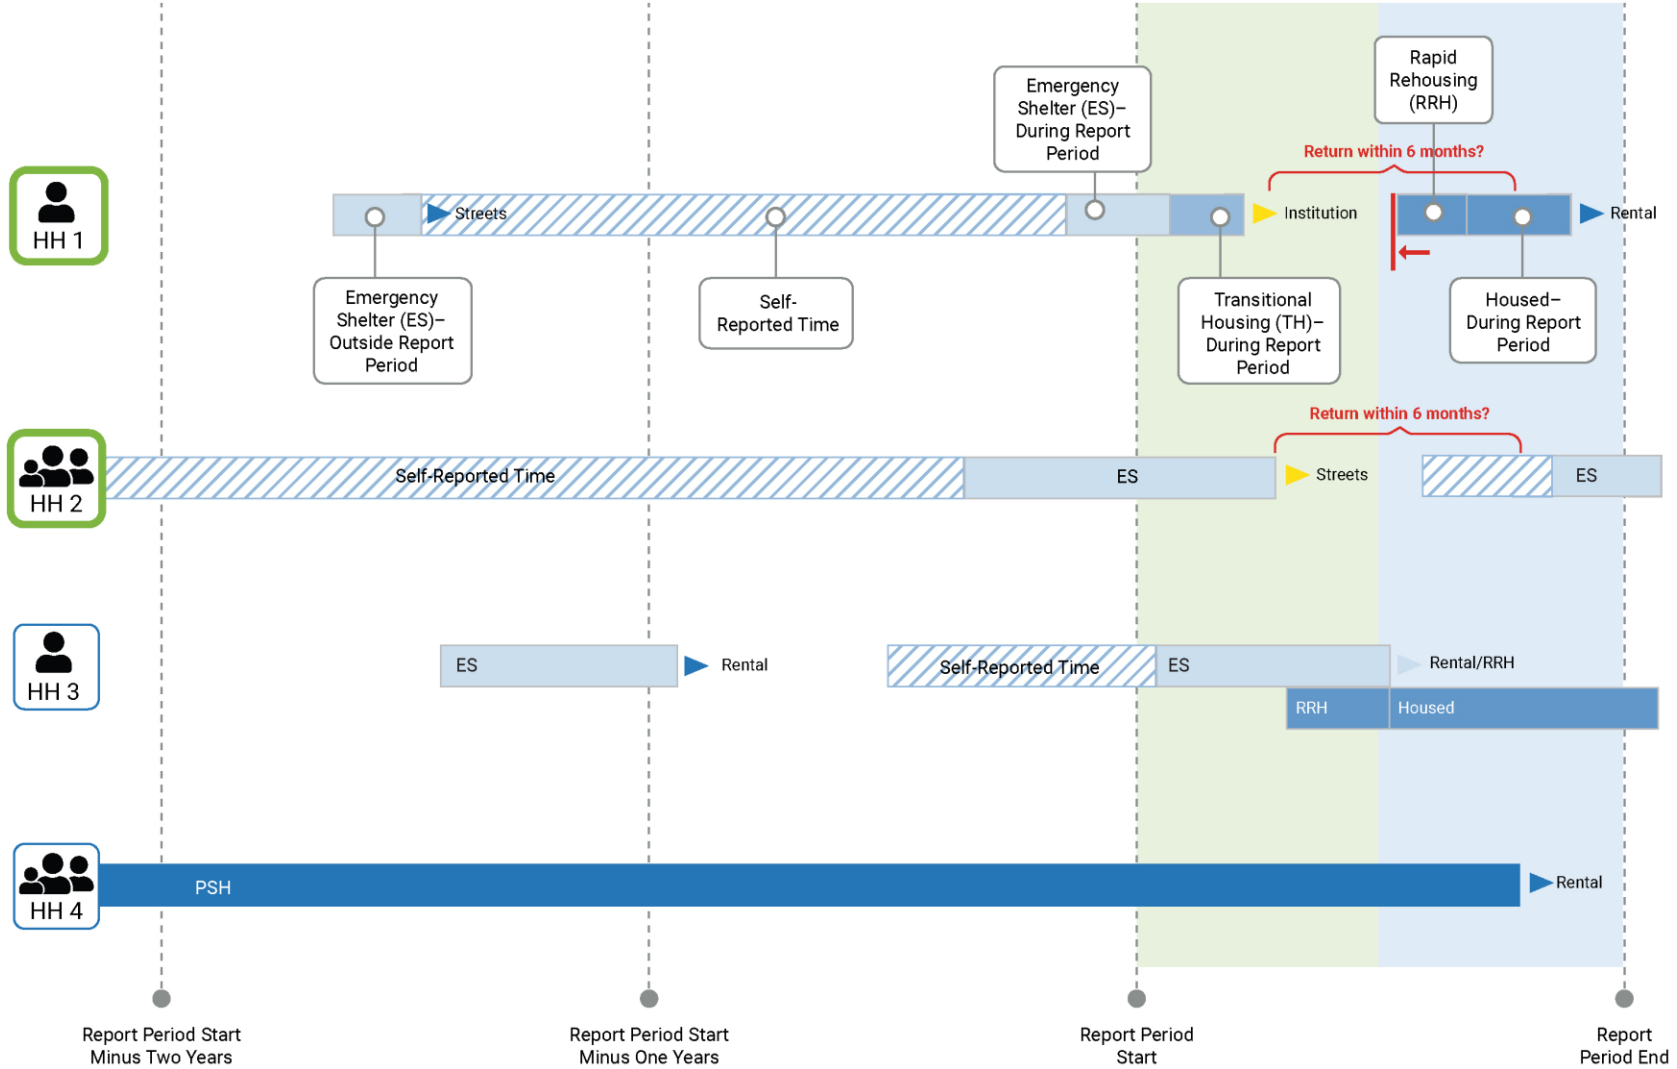 Emergency
Shelter (ES)–
During Report
Period
Rapid
Rehousing
(RRH)
Return within 6 months?
HH 1
Streets
Institution
Rental
Emergency
Shelter (ES)–
Outside Report
Period
Self-
Reported Time
Transitional
Housing (TH)–
During Report
Period
Housed–
During Report
Period
Return within 6 months?
HH 2
Self-Reported Time
ES
Streets
ES
HH 3
ES
Rental
Self-Reported Time
ES
Rental/RRH
RRH
Housed
HH 4
PSH
Rental
Report Period Start
Minus Two Years
Report Period Start
Minus One Years
Report Period
Start
Report
Period End